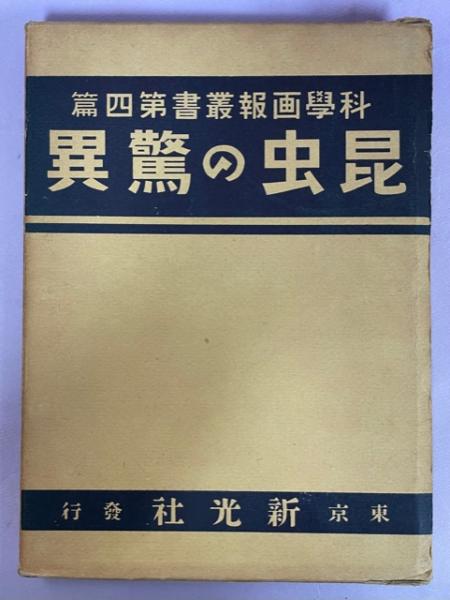 科學画報叢書第四篇
昆虫の驚異
東京 新光社 發行